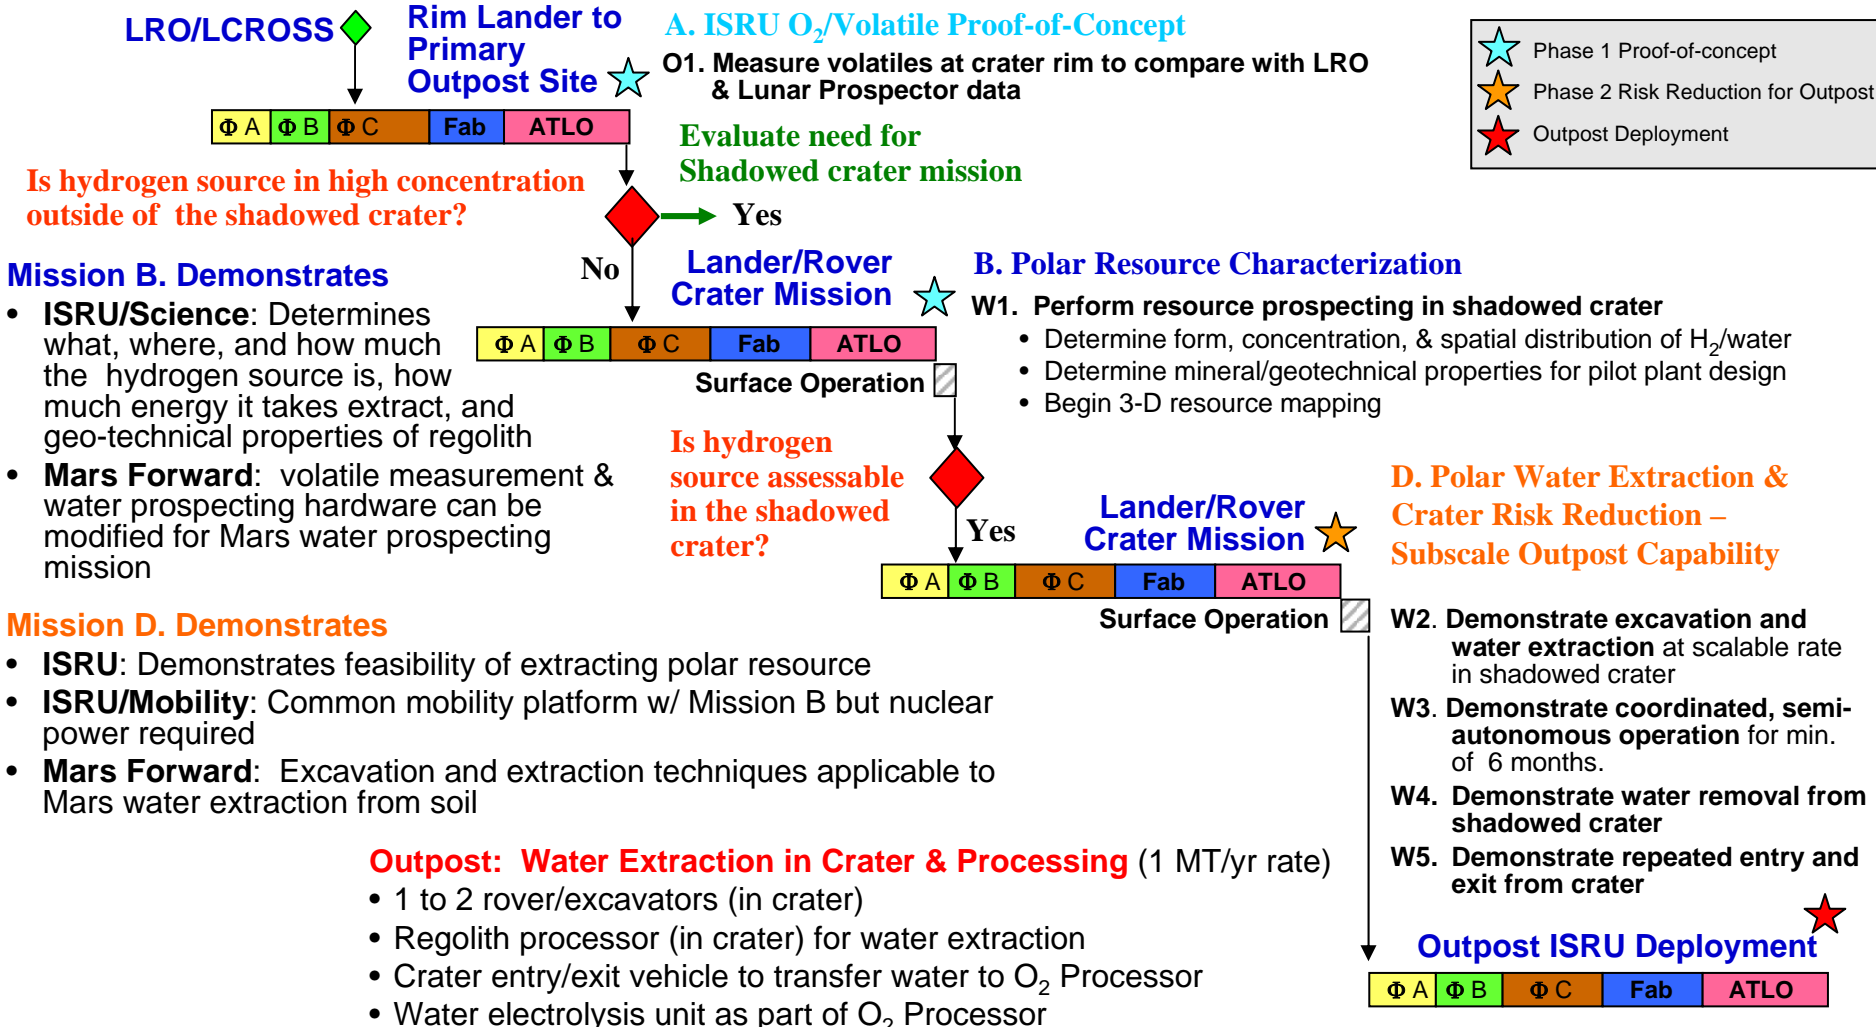 LRO/LCROSS
Rim Lander to
Primary
Outpost Site
A. ISRU O2/Volatile Proof-of-Concept
O1. Measure volatiles at crater rim to compare with LRO
& Lunar Prospector data
Phase 1 Proof-of-concept
Phase 2 Risk Reduction for Outpost
Outpost Deployment
Φ A Φ B Φ C Fab ATLO
Evaluate need for
Shadowed crater mission
Is hydrogen source in high concentration
outside of the shadowed crater?
Yes
No
Mission B. Demonstrates
• ISRU/Science: Determines
what, where, and how much
the hydrogen source is, how
much energy it takes extract, and
geo-technical properties of regolith
• Mars Forward: volatile measurement &
water prospecting hardware can be
modified for Mars water prospecting
mission
Lander/Rover
Crater Mission
B. Polar Resource Characterization
W1. Perform resource prospecting in shadowed crater
• Determine form, concentration, & spatial distribution of H2/water
• Determine mineral/geotechnical properties for pilot plant design
• Begin 3-D resource mapping
Φ A Φ B Φ C Fab ATLO
Surface Operation
Is hydrogen
source assessable
in the shadowed
crater?
Yes
Lander/Rover
Crater Mission
D. Polar Water Extraction &
Crater Risk Reduction –
Subscale Outpost Capability
Φ A Φ B Φ C Fab ATLO
Surface Operation
W2. Demonstrate excavation and
water extraction at scalable rate
in shadowed crater
W3. Demonstrate coordinated, semi-
autonomous operation for min.
of 6 months.
W4. Demonstrate water removal from
shadowed crater
W5. Demonstrate repeated entry and
exit from crater
Mission D. Demonstrates
• ISRU: Demonstrates feasibility of extracting polar resource
• ISRU/Mobility: Common mobility platform w/ Mission B but nuclear
power required
• Mars Forward: Excavation and extraction techniques applicable to
Mars water extraction from soil
Outpost: Water Extraction in Crater & Processing (1 MT/yr rate)
• 1 to 2 rover/excavators (in crater)
• Regolith processor (in crater) for water extraction
• Crater entry/exit vehicle to transfer water to O2 Processor
• Water electrolysis unit as part of O2 Processor
Outpost ISRU Deployment
Φ A Φ B Φ C Fab ATLO